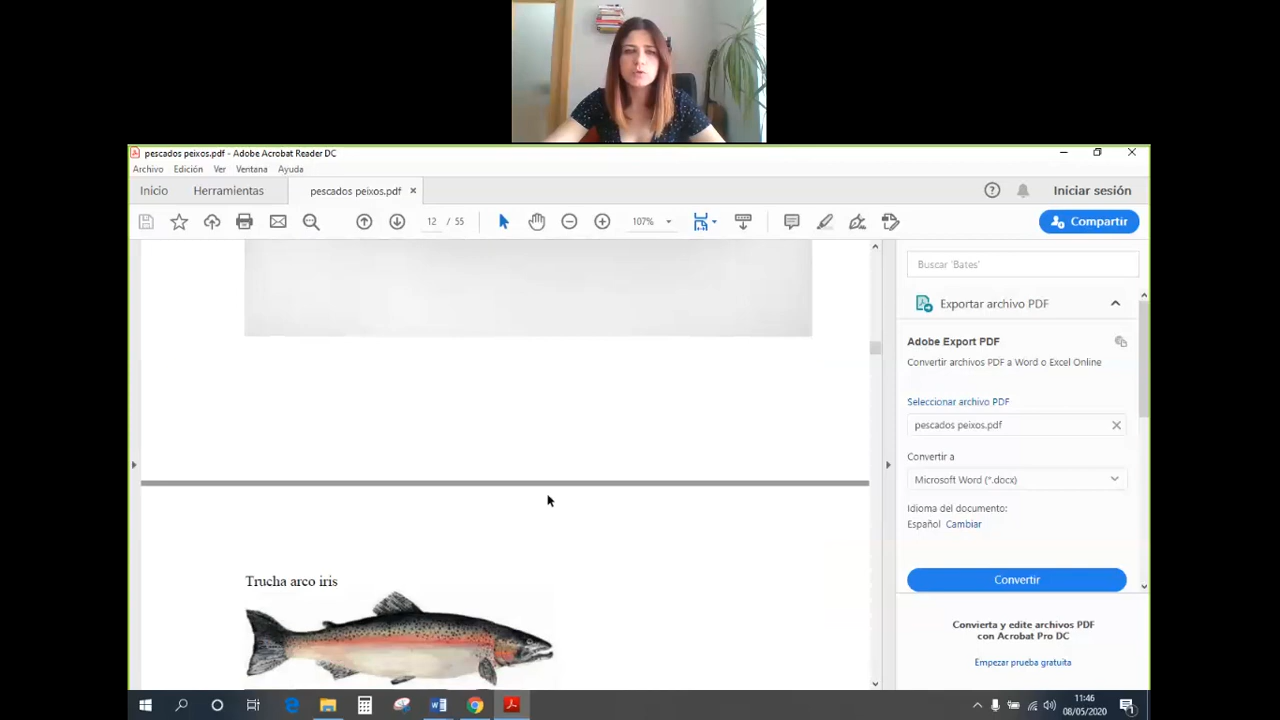 pescados peixos.pdf - Adobe Acrobat Reader DC
Archivo Edición Ver Ventana Ayuda
Inicio Herramientas pescados peixos.pdf Iniciar sesión
12 / 55 107% Compartir
Buscar 'Bates'
Exportar archivo PDF
Adobe Export PDF
Convertir archivos PDF a Word o Excel Online
Seleccionar archivo PDF
pescados peixos.pdf
Convertir a
Microsoft Word (*.docx)
Idioma del documento:
Español Cambiar
Convertir
Convierta y edite archivos PDF
con Acrobat Pro DC
Empezar prueba gratuita
Trucha arco iris
11:46
08/05/2020
1